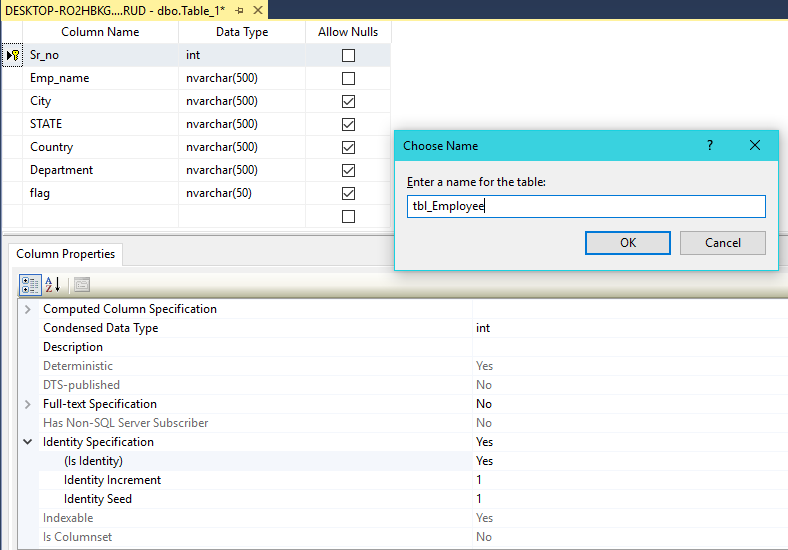 DESKTOP-RO2HBKG....RUD - dbo.Table_1*
Column Name Data Type Allow Nulls
Sr_no int
Emp_name nvarchar(500)
City nvarchar(500)
STATE nvarchar(500)
Country nvarchar(500)
Department nvarchar(500)
flag nvarchar(50)
Choose Name ?
Enter a name for the table:
tbl_Employee
OK Cancel
Column Properties
A
Z
Computed Column Specification
Condensed Data Type int
Description
Deterministic Yes
DTS-published No
Full-text Specification No
Has Non-SQL Server Subscriber No
Identity Specification Yes
(Is Identity) Yes
Identity Increment 1
Identity Seed 1
Indexable Yes
Is Columnset No